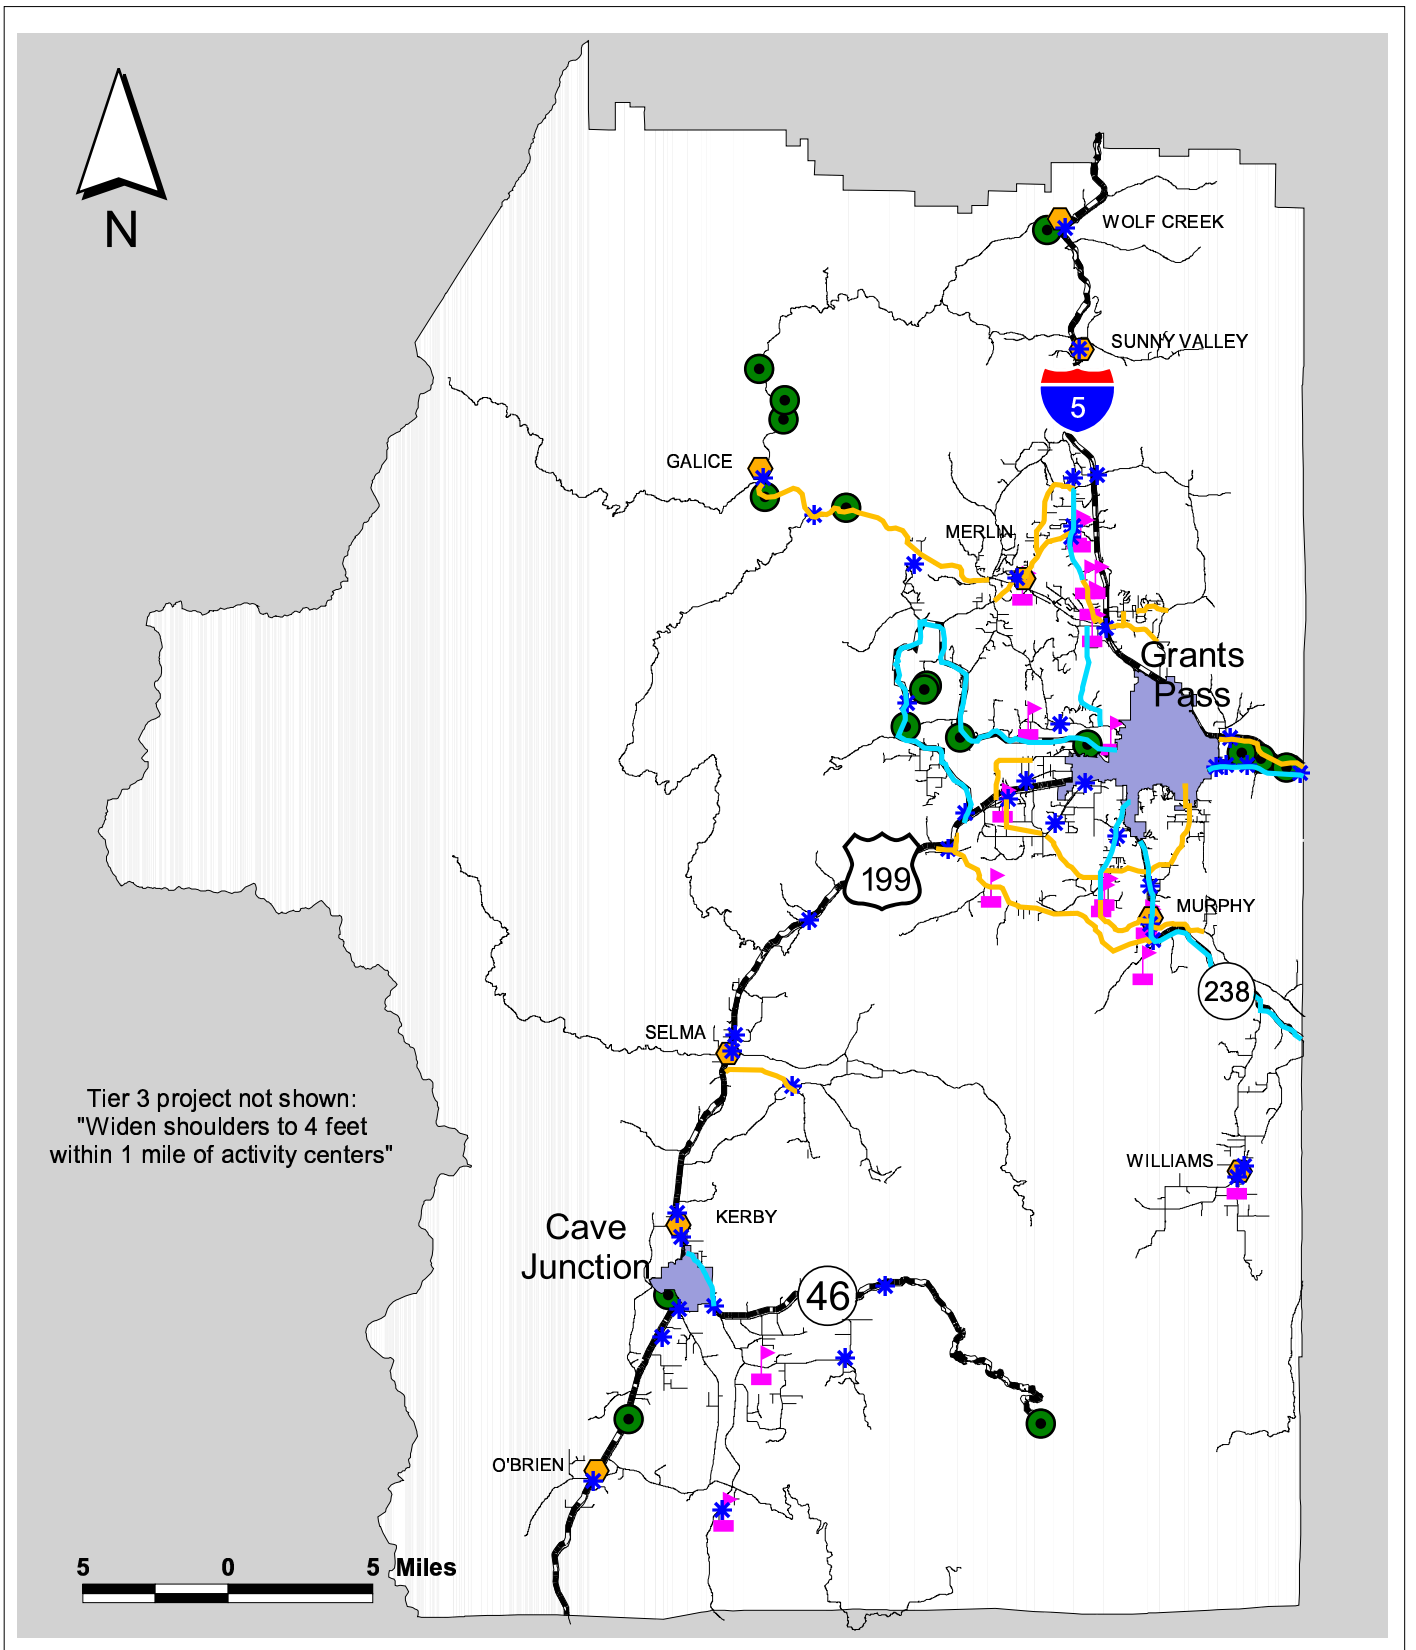 N
WOLF CREEK
SUNNY VALLEY
5
GALICE
MERLIN
Grants
Pass
199
MURPHY
238
SELMA
Tier 3 project not shown:
"Widen shoulders to 4 feet
within 1 mile of activity centers"
WILLIAMS
KERBY
Cave
Junction
46
O'BRIEN
5 0 5 Miles